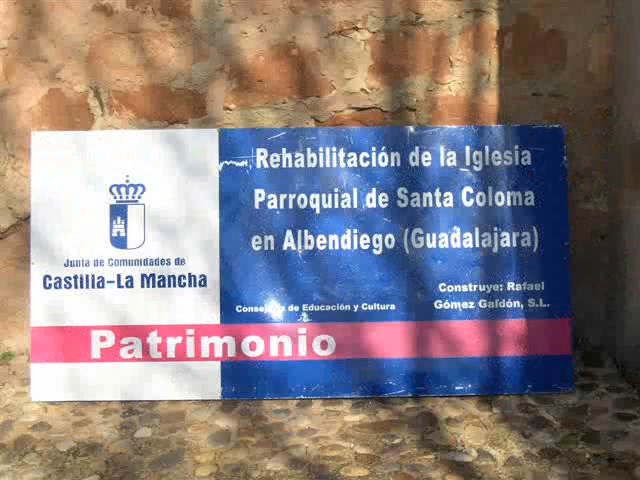 Junta de Comunidades de
Castilla-La Mancha
Rehabilitación de la Iglesia
Parroquial de Santa Coloma
en Albendiego (Guadalajara)
Construye: Rafael
Gómez Galdón, S.L.
Consejería de Educación y Cultura
Patrimonio